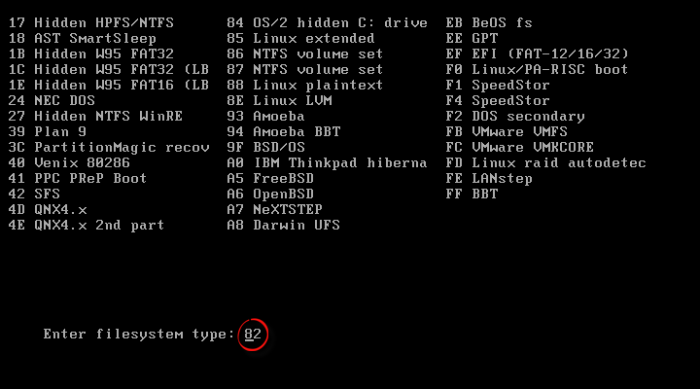 17 Hidden HPFS/NTFS 84 OS/2 hidden C: drive EB BeOS fs
18 AST SmartSleep 85 Linux extended EE GPT
1B Hidden W95 FAT32 86 NTFS volume set EF EFI (FAT-12/16/32)
1C Hidden W95 FAT32 (LB 87 NTFS volume set F0 Linux/PA-RISC boot
1E Hidden W95 FAT16 (LB 88 Linux plaintext F1 SpeedStor
24 NEC DOS 8E Linux LVM F4 SpeedStor
27 Hidden NTFS WinRE 93 Amoeba F2 DOS secondary
39 Plan 9 94 Amoeba BBT FB VMware VMFS
3C PartitionMagic recov 9F BSD/OS FC VMware VMKCORE
40 Venix 80286 A0 IBM Thinkpad hiberna FD Linux raid autodetec
41 PPC PReP Boot A5 FreeBSD FE LANstep
42 SFS A6 OpenBSD FF BBT
4D QNX4.x A7 NeXTSTEP
4E QNX4.x 2nd part A8 Darwin UFS
Enter filesystem type: 82